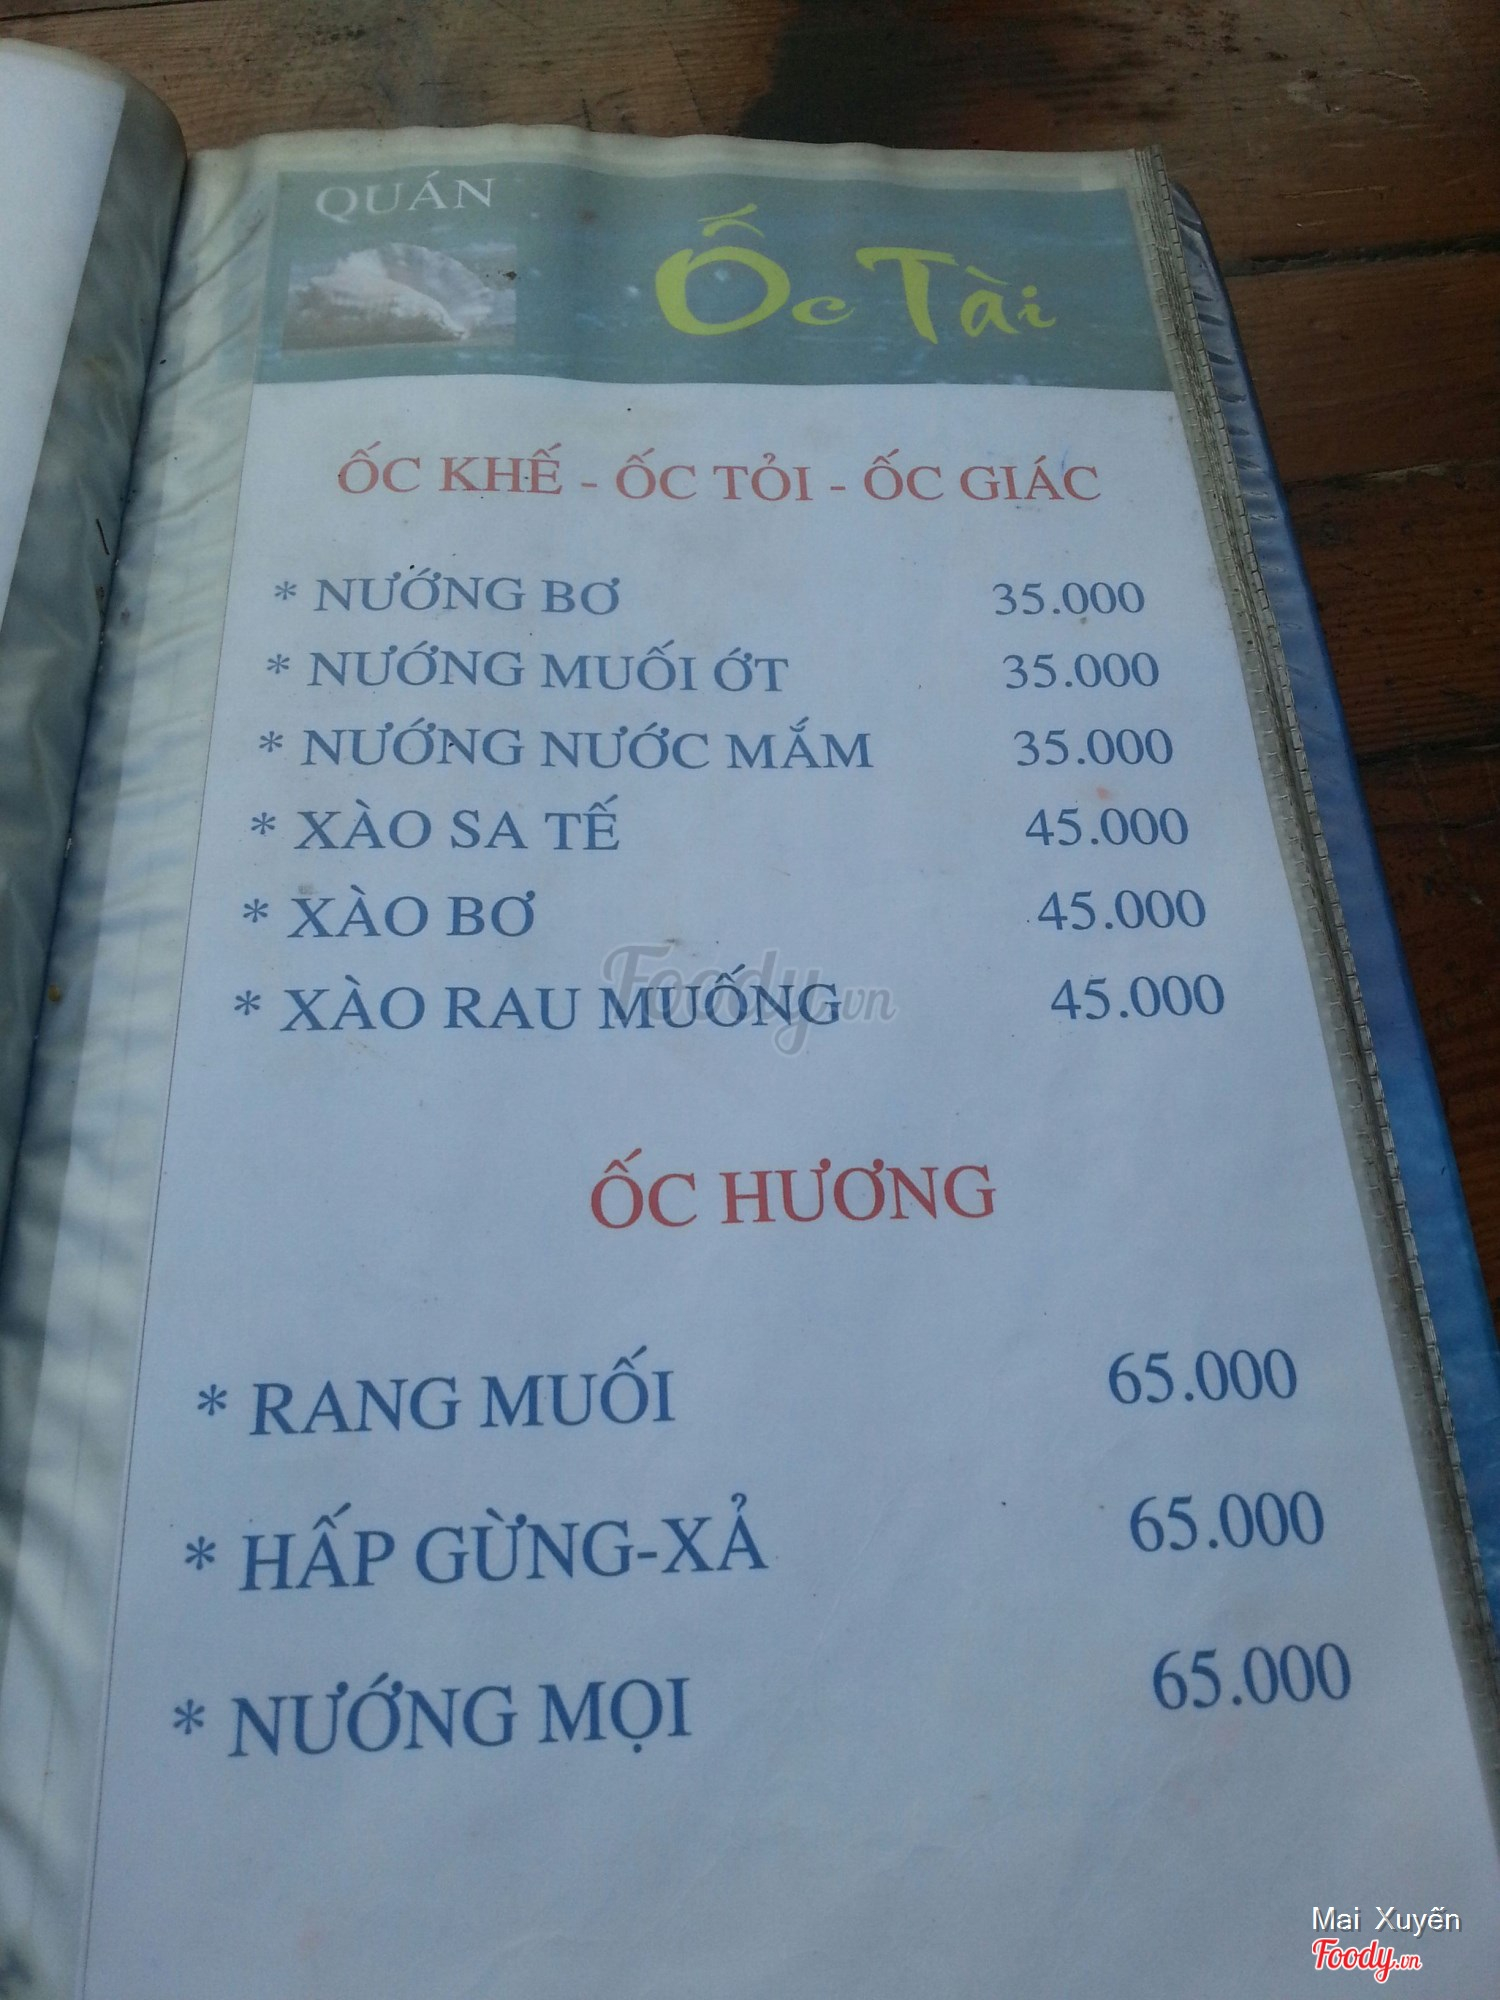 QUÁN
Ốc Tài
ỐC KHẾ - ỐC TỎI - ỐC GIÁC
* NƯỚNG BƠ 35.000
* NƯỚNG MUỐI ỚT 35.000
* NƯỚNG NƯỚC MẮM 35.000
* XÀO SA TẾ 45.000
* XÀO BƠ 45.000
* XÀO RAU MUỐNG 45.000
Foody.vn
ỐC HƯƠNG
* RANG MUỐI 65.000
* HẤP GỪNG-XẢ 65.000
* NƯỚNG MỌI 65.000
Mai Xuyến
Foody.vn